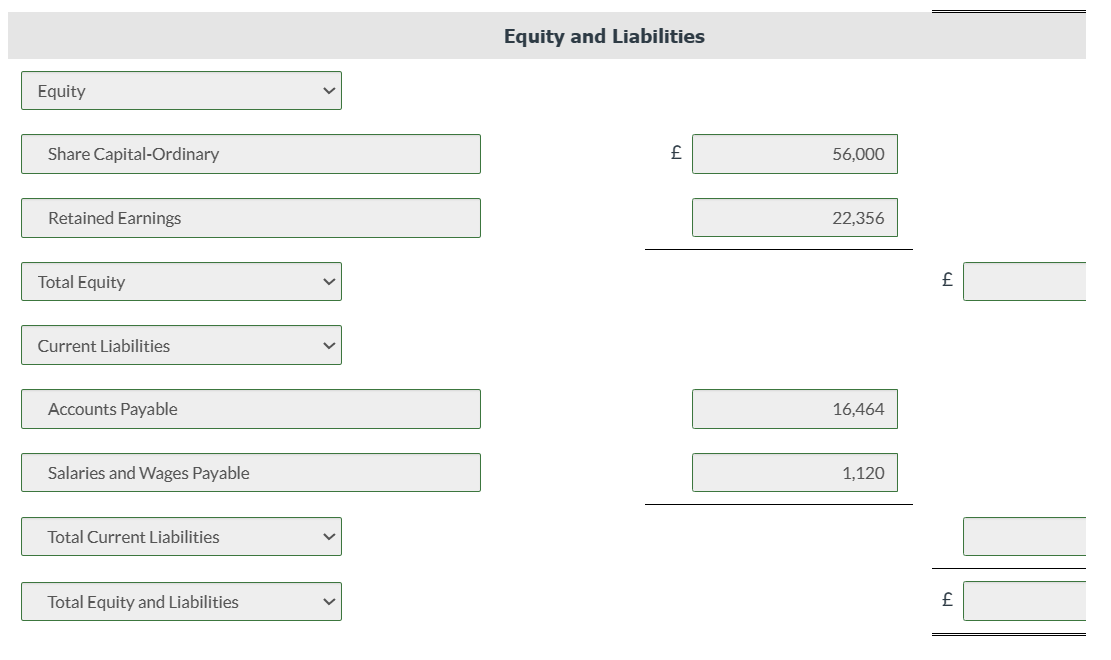 Equity and Liabilities
Equity
Share Capital-Ordinary £ 56,000
Retained Earnings 22,356
Total Equity £
Current Liabilities
Accounts Payable 16,464
Salaries and Wages Payable 1,120
Total Current Liabilities
Total Equity and Liabilities £